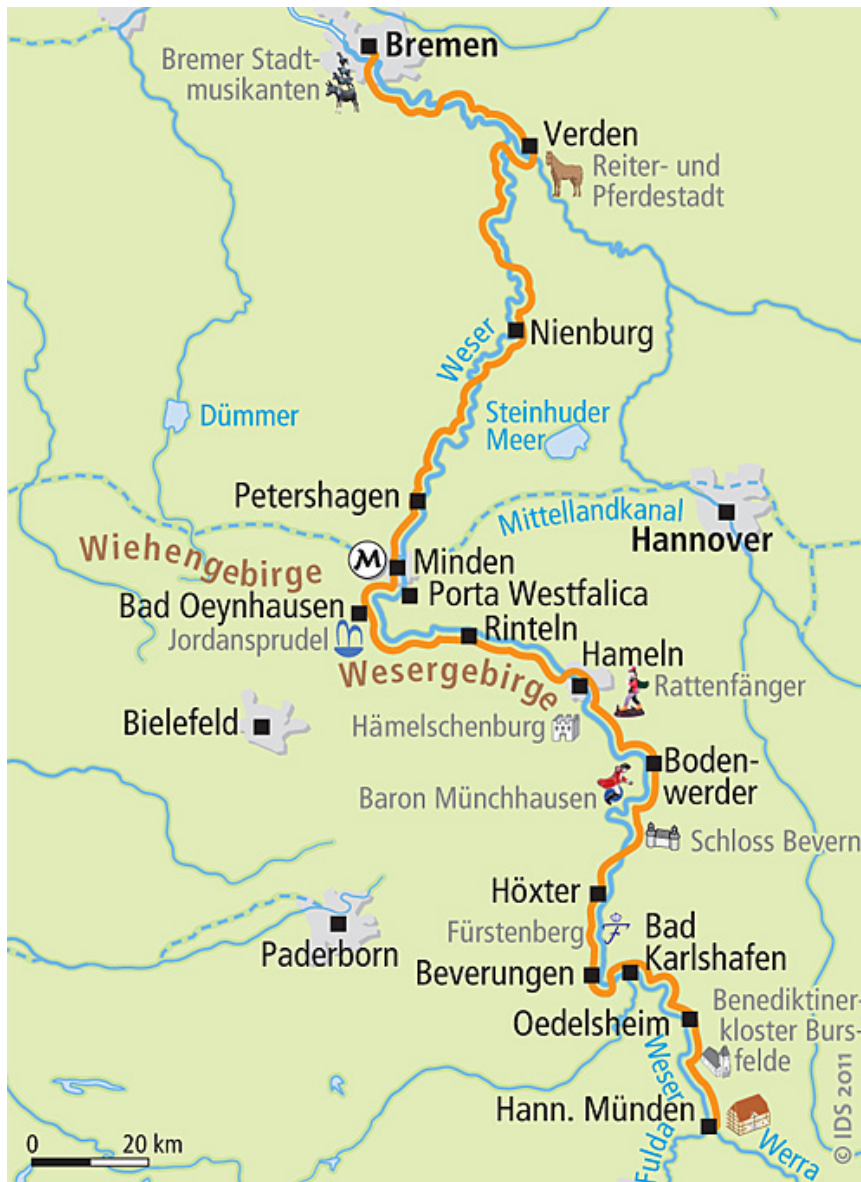 Bremen
Bremer Stadt-
musikanten
Verden
Reiter- und
Pferdestadt
Weser
Nienburg
Dümmer
Steinhuder
Meer
Petershagen
Mittellandkanal
Hannover
Wiehengebirge
M
Minden
Bad Oeynhausen
Porta Westfalica
Jordansprudel
Rinteln
Wesergebirge
Hameln
Rattenfänger
Bielefeld
Hämelschenburg
Boden-
werder
Baron Münchhausen
Schloss Bevern
Höxter
Fürstenberg
F
Paderborn
Bad
Karlshafen
Beverungen
Oedelsheim
Benediktiner-
kloster Burs-
felde
Weser
Hann. Münden
Fulda
Werra
0 20 km
© IDS 2011